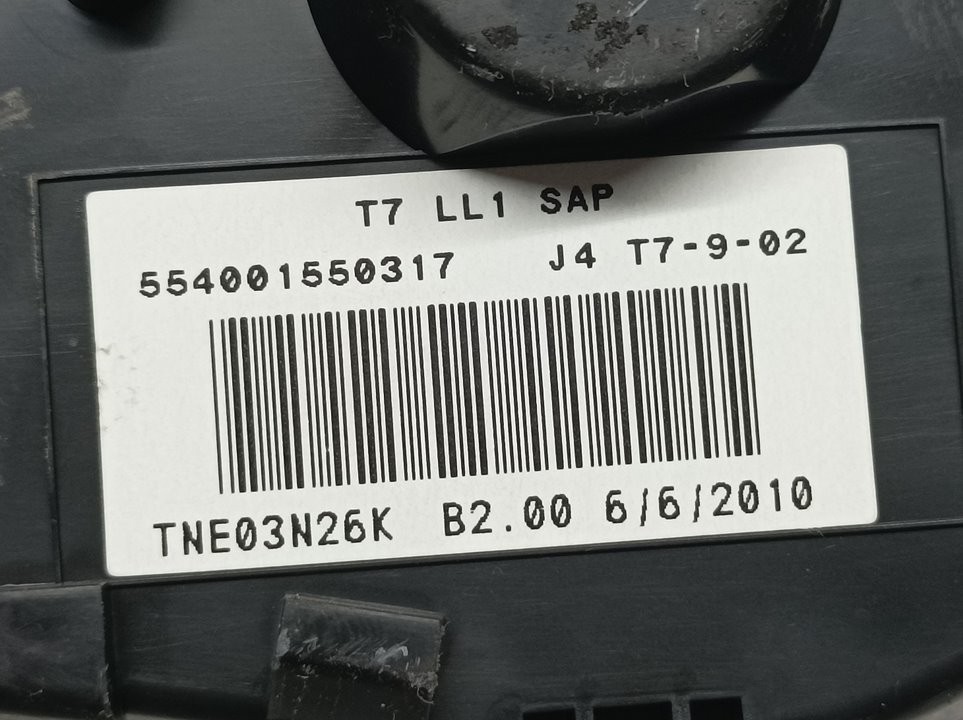 T7 LL1 SAP
554001550317 J4 T7-9-02
TNE03N26K B2.00 6/6/2010